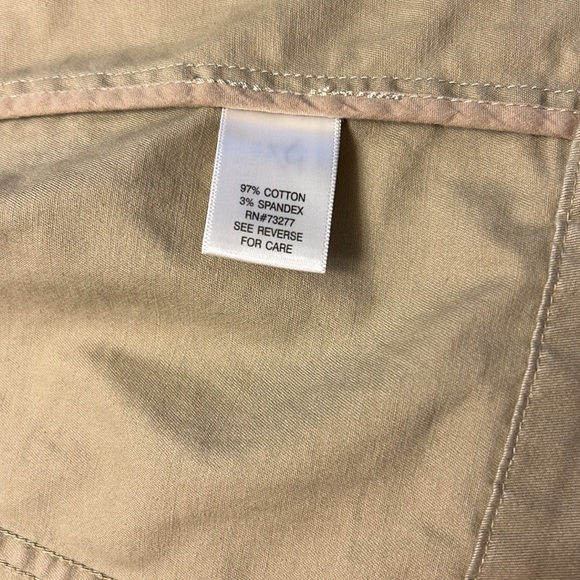 97% COTTON
3% SPANDEX
RN#73277
SEE REVERSE
FOR CARE